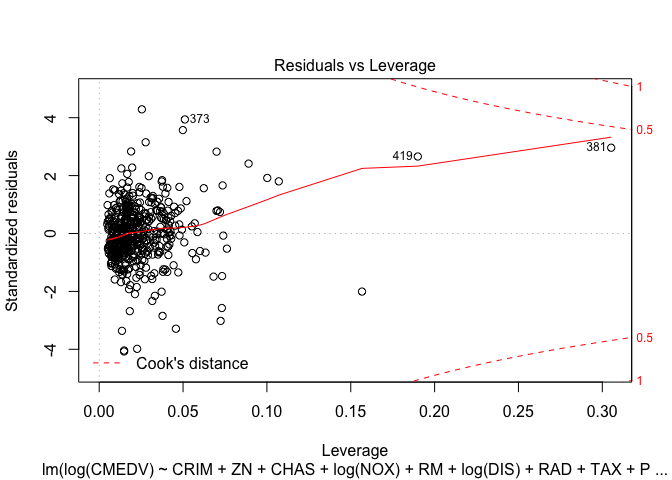 Residuals vs Leverage
Standardized residuals
4
2
0
-2
-4
373
419
381
1
0.5
0.5
1
Cook's distance
0.00 0.05 0.10 0.15 0.20 0.25 0.30
Leverage
lm(log(CMEDV) ~ CRIM + ZN + CHAS + log(NOX) + RM + log(DIS) + RAD + TAX + P ...